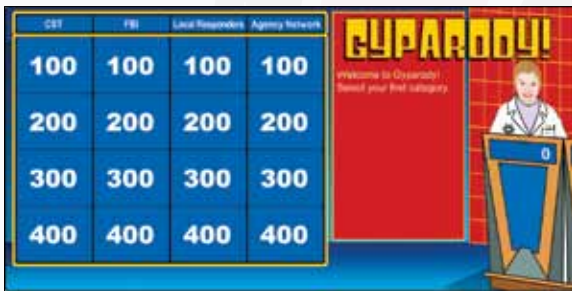 CST FBI Local Responders Agency Network
100 100 100 100
200 200 200 200
300 300 300 300
400 400 400 400
GYPARODY!
Welcome to Gyparody!
Select your first category.
0